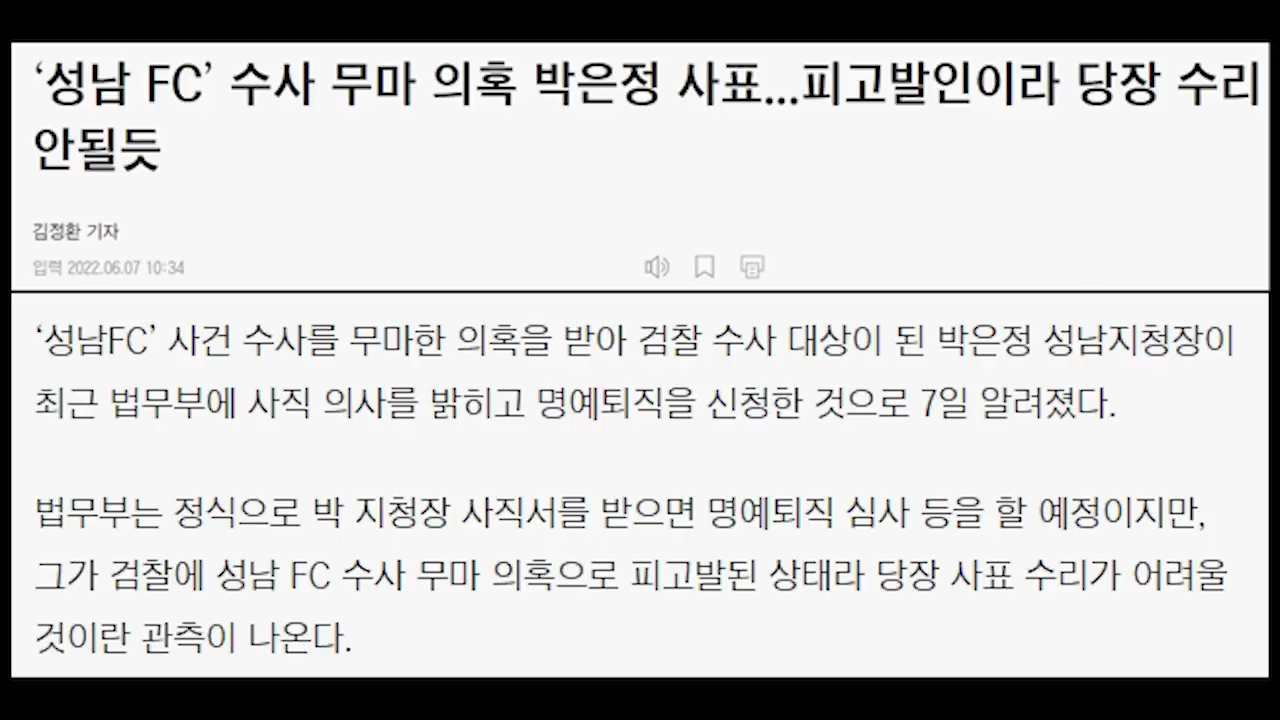 ‘성남 FC’ 수사 무마 의혹 박은정 사표...피고발인이라 당장 수리
안될듯
김정환 기자
입력 2022.06.07 10:34
‘성남FC’ 사건 수사를 무마한 의혹을 받아 검찰 수사 대상이 된 박은정 성남지청장이
최근 법무부에 사직 의사를 밝히고 명예퇴직을 신청한 것으로 7일 알려졌다.
법무부는 정식으로 박 지청장 사직서를 받으면 명예퇴직 심사 등을 할 예정이지만,
그가 검찰에 성남 FC 수사 무마 의혹으로 피고발된 상태라 당장 사표 수리가 어려울
것이란 관측이 나온다.